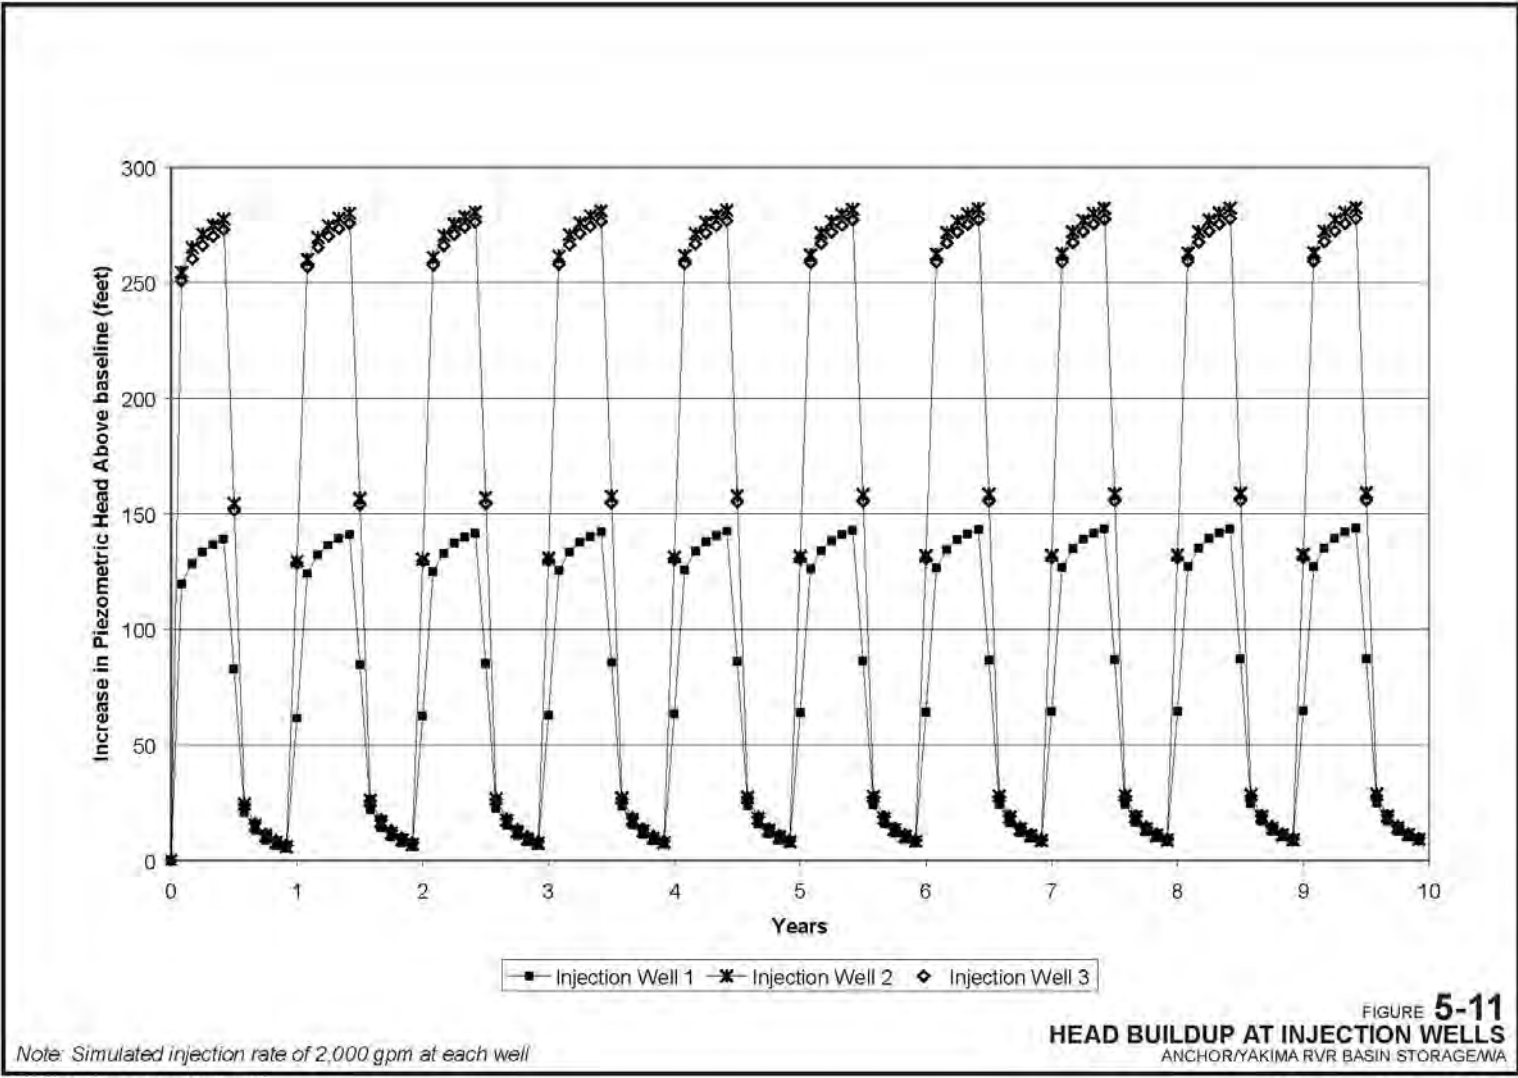 300
250
200
150
100
50
0
Increase in Piezometric Head Above baseline (feet)
0 1 2 3 4 5 6 7 8 9 10
Years
Injection Well 1 Injection Well 2 Injection Well 3
FIGURE 5-11
HEAD BUILDUP AT INJECTION WELLS
ANCHOR/YAKIMA RVR BASIN STORAGE/WA
Note: Simulated injection rate of 2,000 gpm at each well